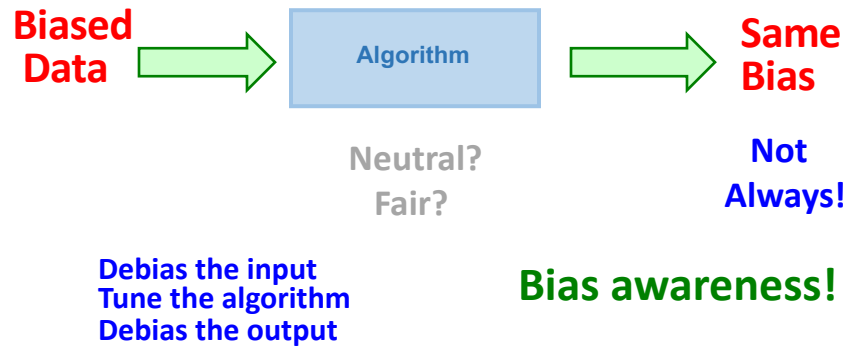 Biased
Data
Algorithm
Same
Bias
Neutral?
Fair?
Not
Always!
Debias the input
Tune the algorithm
Debias the output
Bias awareness!